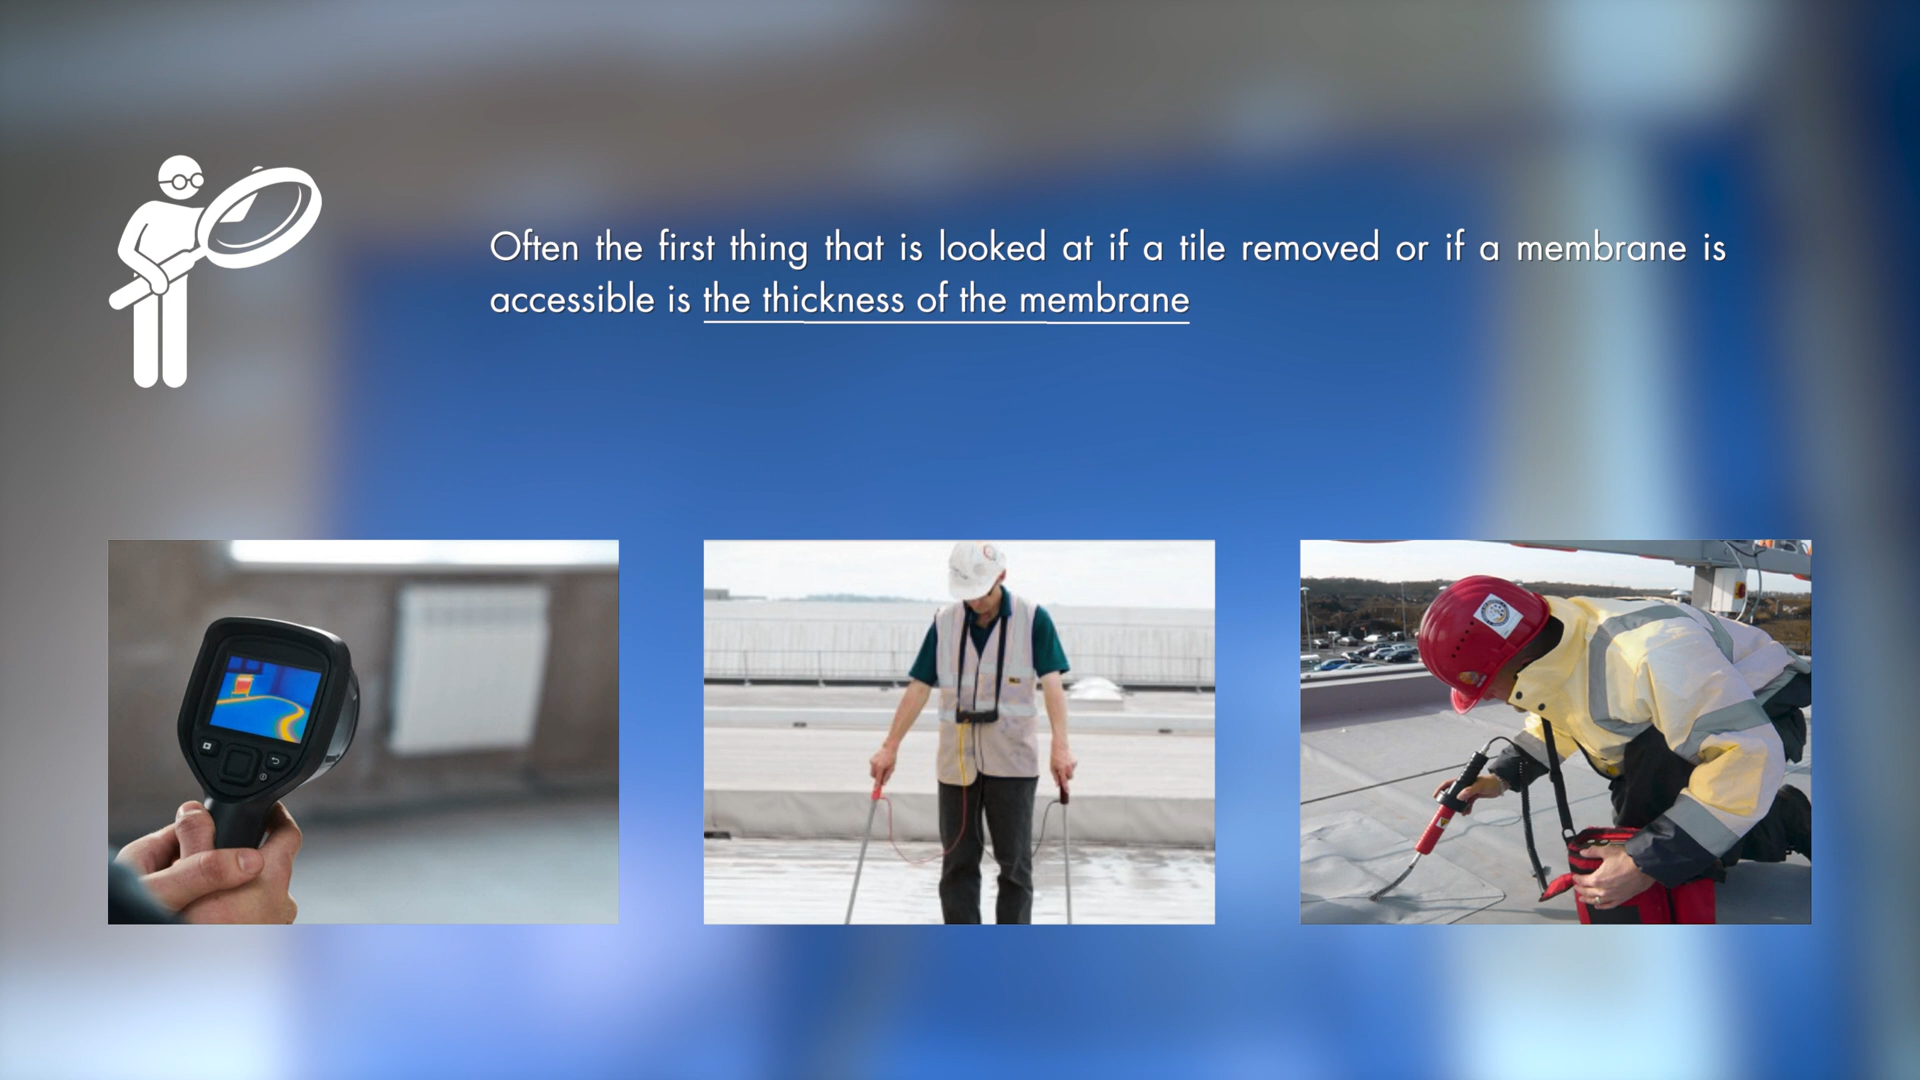 Often the first thing that is looked at if a tile removed or if a membrane is
accessible is the thickness of the membrane